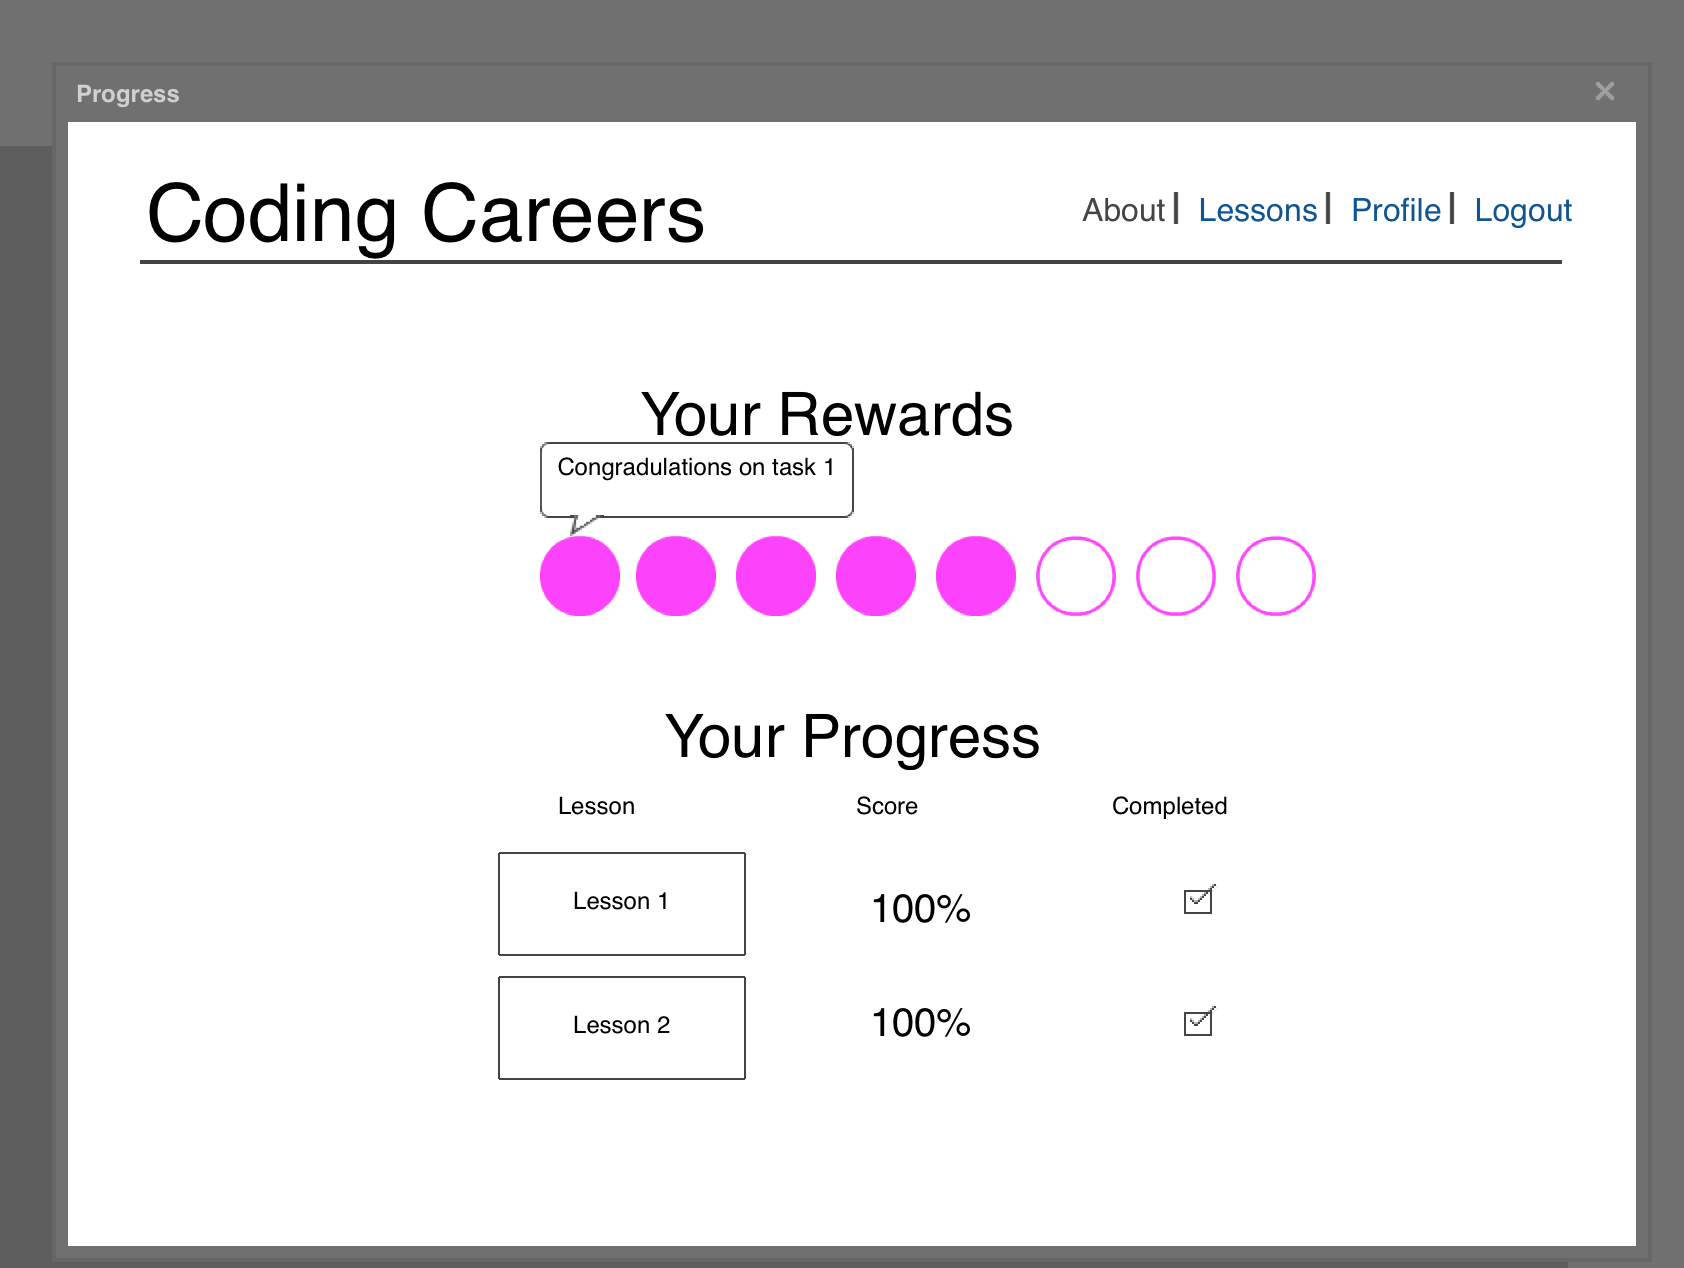 Progress
Coding Careers
About | Lessons | Profile | Logout
Your Rewards
Congradulations on task 1
Your Progress
Lesson Score Completed
Lesson 1 100%
Lesson 2 100%